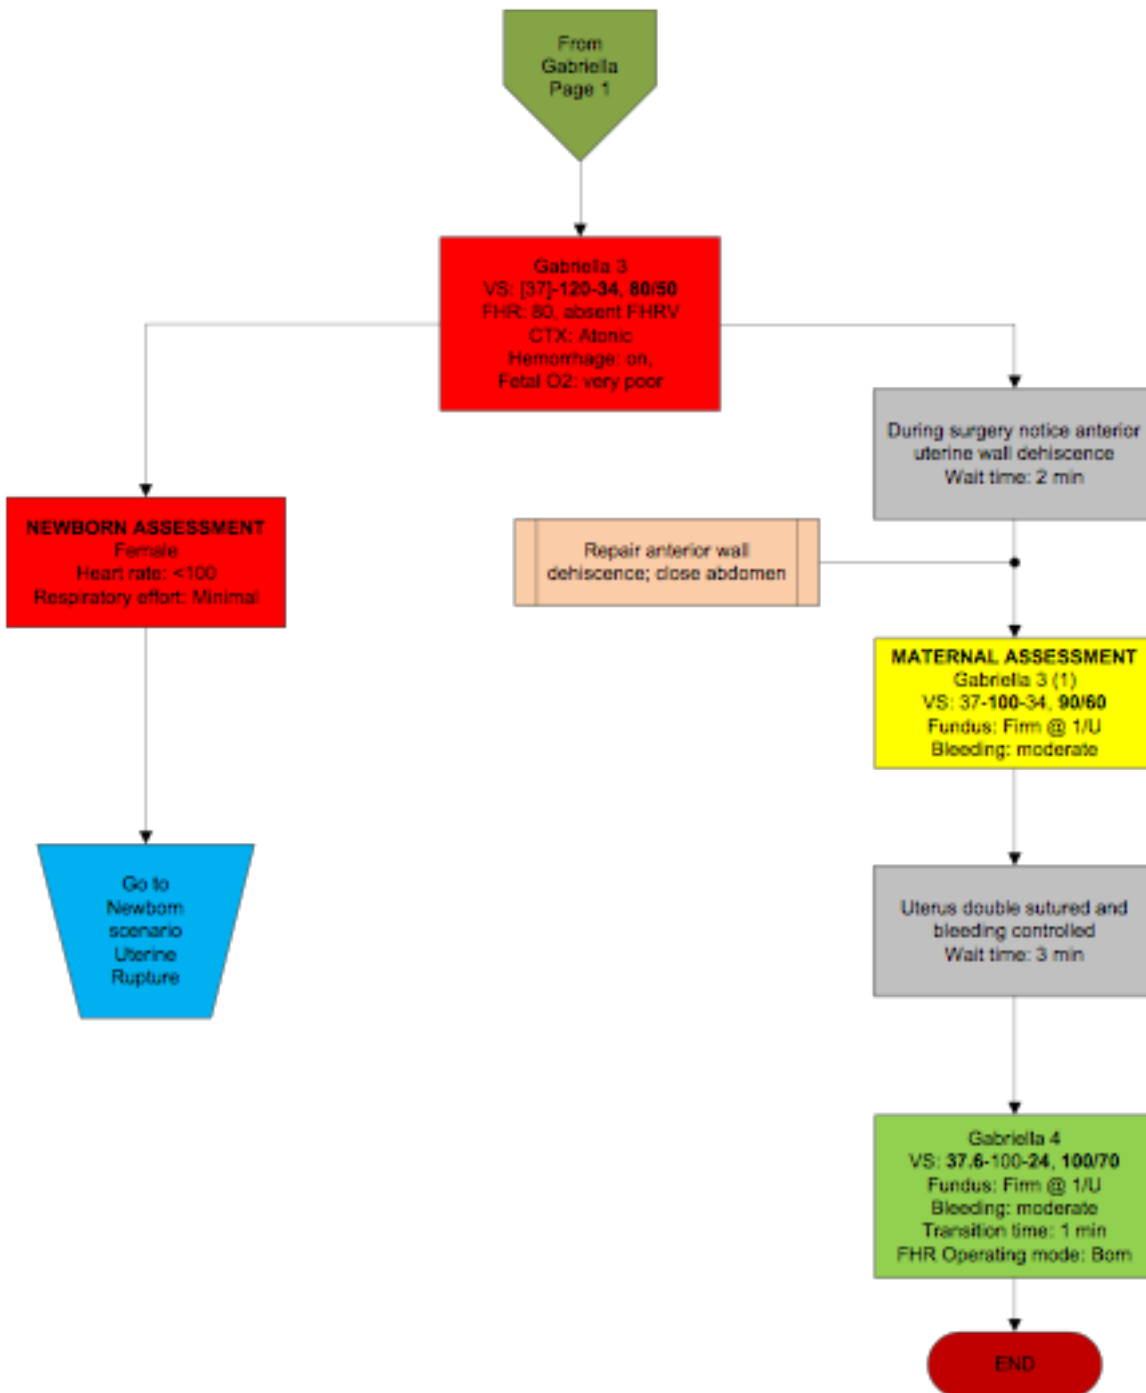 From
Gabriella
Page 1
Gabriella 3
VS: [37]-120-34, 80/50
FHR: 80, absent FHRV
CTX: Atonic
Hemorrhage: on,
Fetal O2: very poor
During surgery notice anterior
uterine wall dehiscence
Wait time: 2 min
NEWBORN ASSESSMENT
Female
Heart rate: <100
Respiratory effort: Minimal
Repair anterior wall
dehiscence; close abdomen
MATERNAL ASSESSMENT
Gabriella 3 (1)
VS: 37-100-34, 90/60
Fundus: Firm @ 1/U
Bleeding: moderate
Go to
Newborn
scenario
Uterine
Rupture
Uterus double sutured and
bleeding controlled
Wait time: 3 min
Gabriella 4
VS: 37.6-100-24, 100/70
Fundus: Firm @ 1/U
Bleeding: moderate
Transition time: 1 min
FHR Operating mode: Born
END